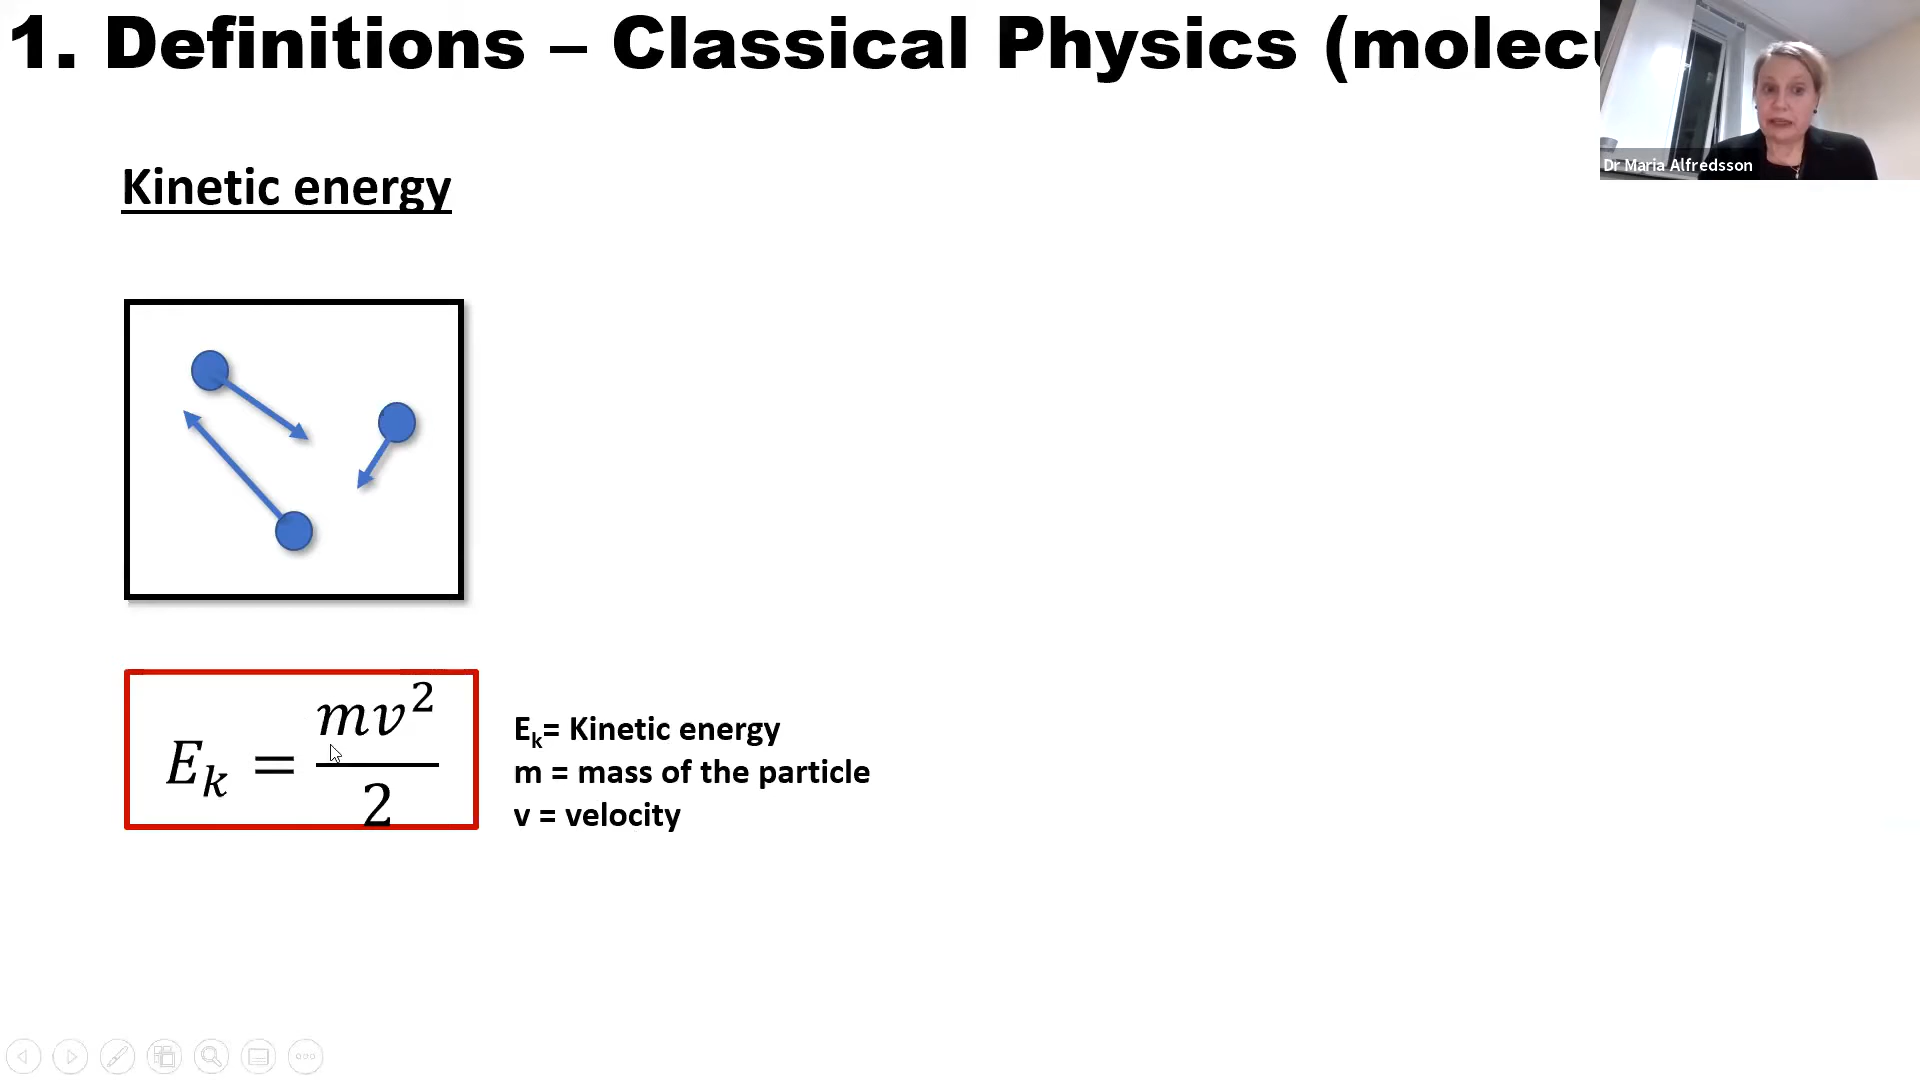 1. Definitions – Classical Physics (molec
Dr Maria Alfredsson
Kinetic energy
E_k = mv^2/2
E_k= Kinetic energy
m = mass of the particle
v = velocity